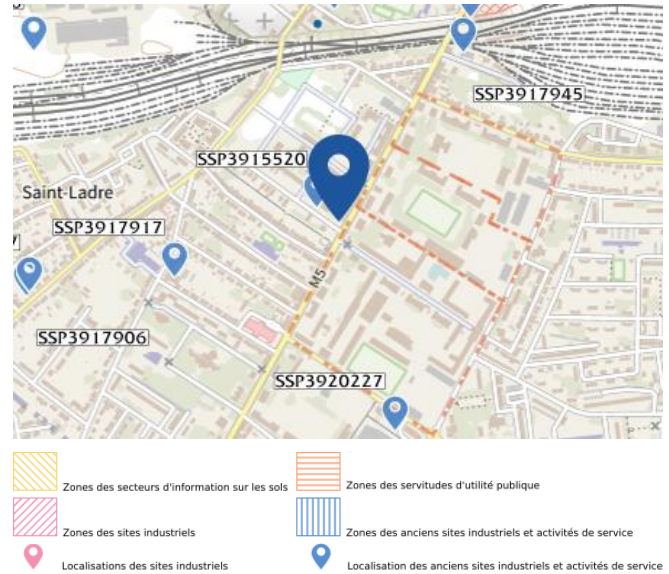 SSP3917945
SSP3915520
Saint-Ladre
SSP3917917
M5
SSP3917906
SSP3920227
Zones des secteurs d'information sur les sols
Zones des servitudes d'utilité publique
Zones des sites industriels
Zones des anciens sites industriels et activités de service
Localisations des sites industriels
Localisation des anciens sites industriels et activités de service